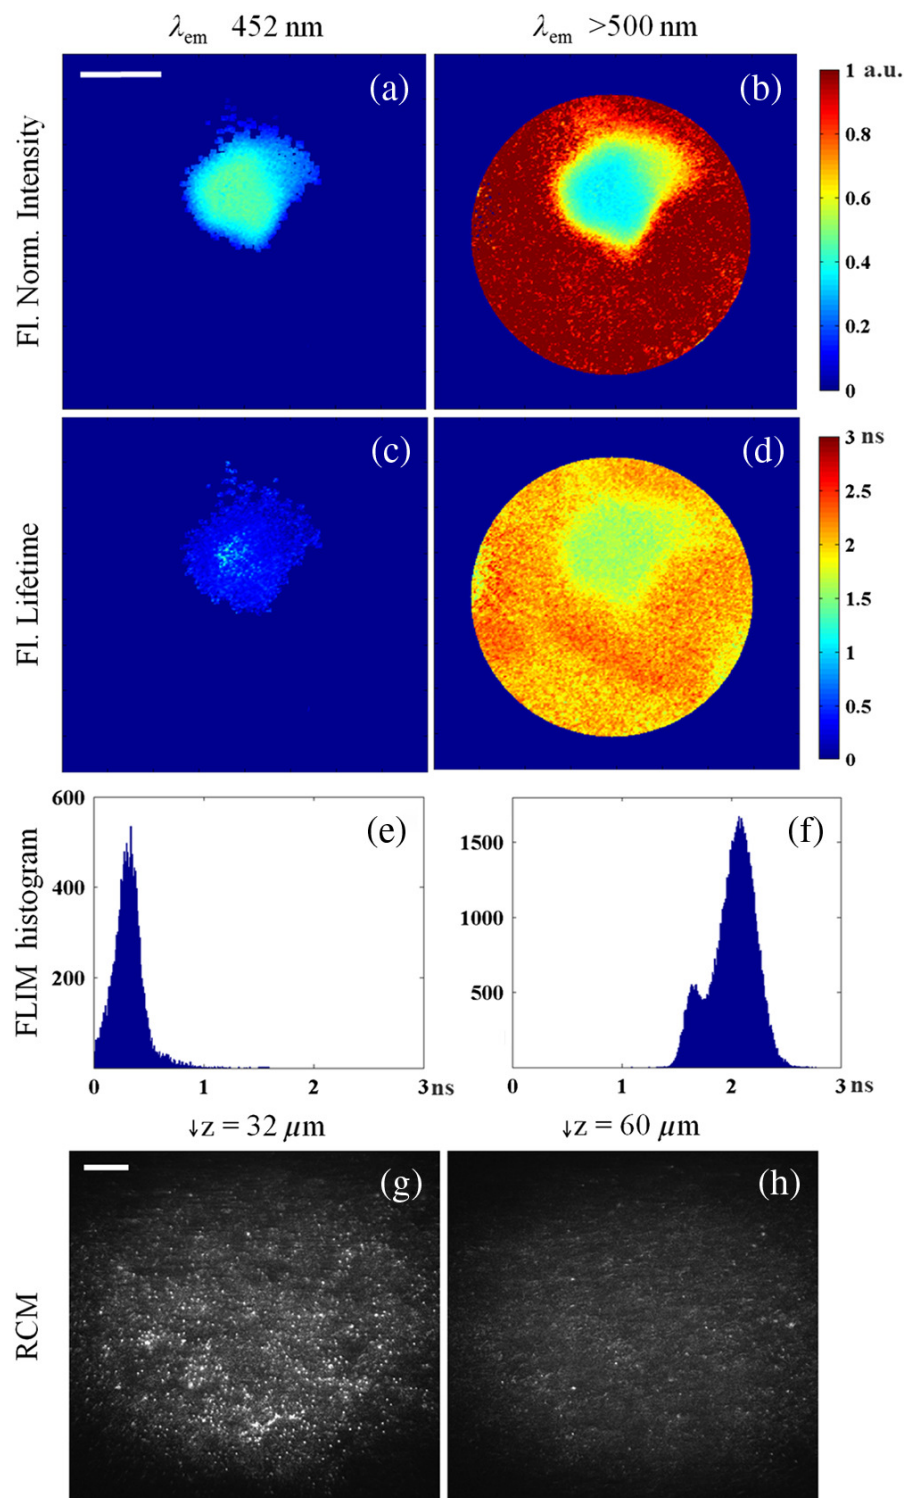 λem 452 nm
λem >500 nm
Fl. Norm. Intensity
(a)
(b)
1 a.u.
0.8
0.6
0.4
0.2
0
Fl. Lifetime
(c)
(d)
3 ns
2.5
2
1.5
1
0.5
0
FLIM histogram
600
400
200
(e)
0 1 2 3 ns
1500
1000
500
(f)
0 1 2 3 ns
↓z = 32 µm
↓z = 60 µm
RCM
(g)
(h)